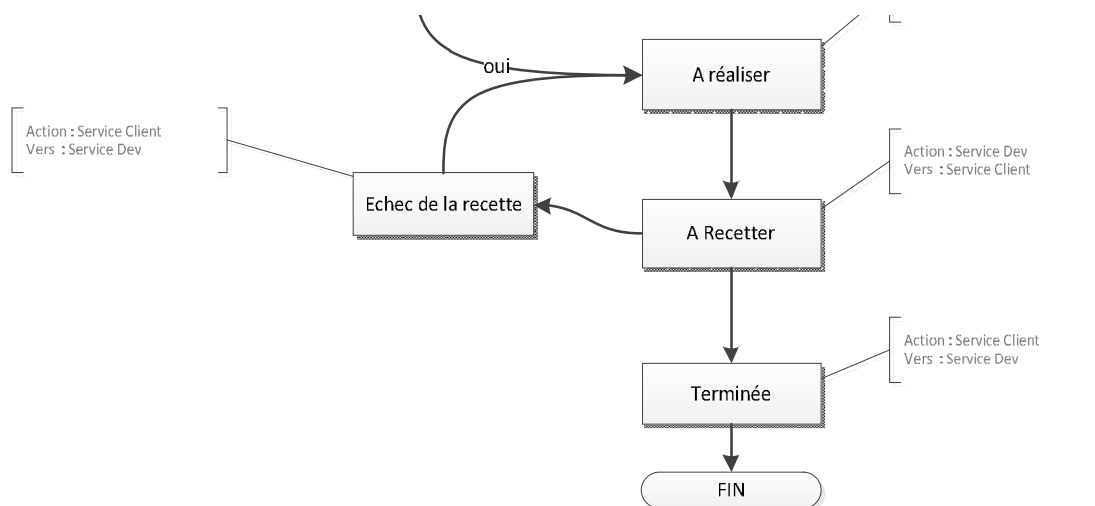 oui
A réaliser
Action : Service Client
Vers : Service Dev
Echec de la recette
Action : Service Dev
Vers : Service Client
A Recetter
Action : Service Client
Vers : Service Dev
Terminée
FIN